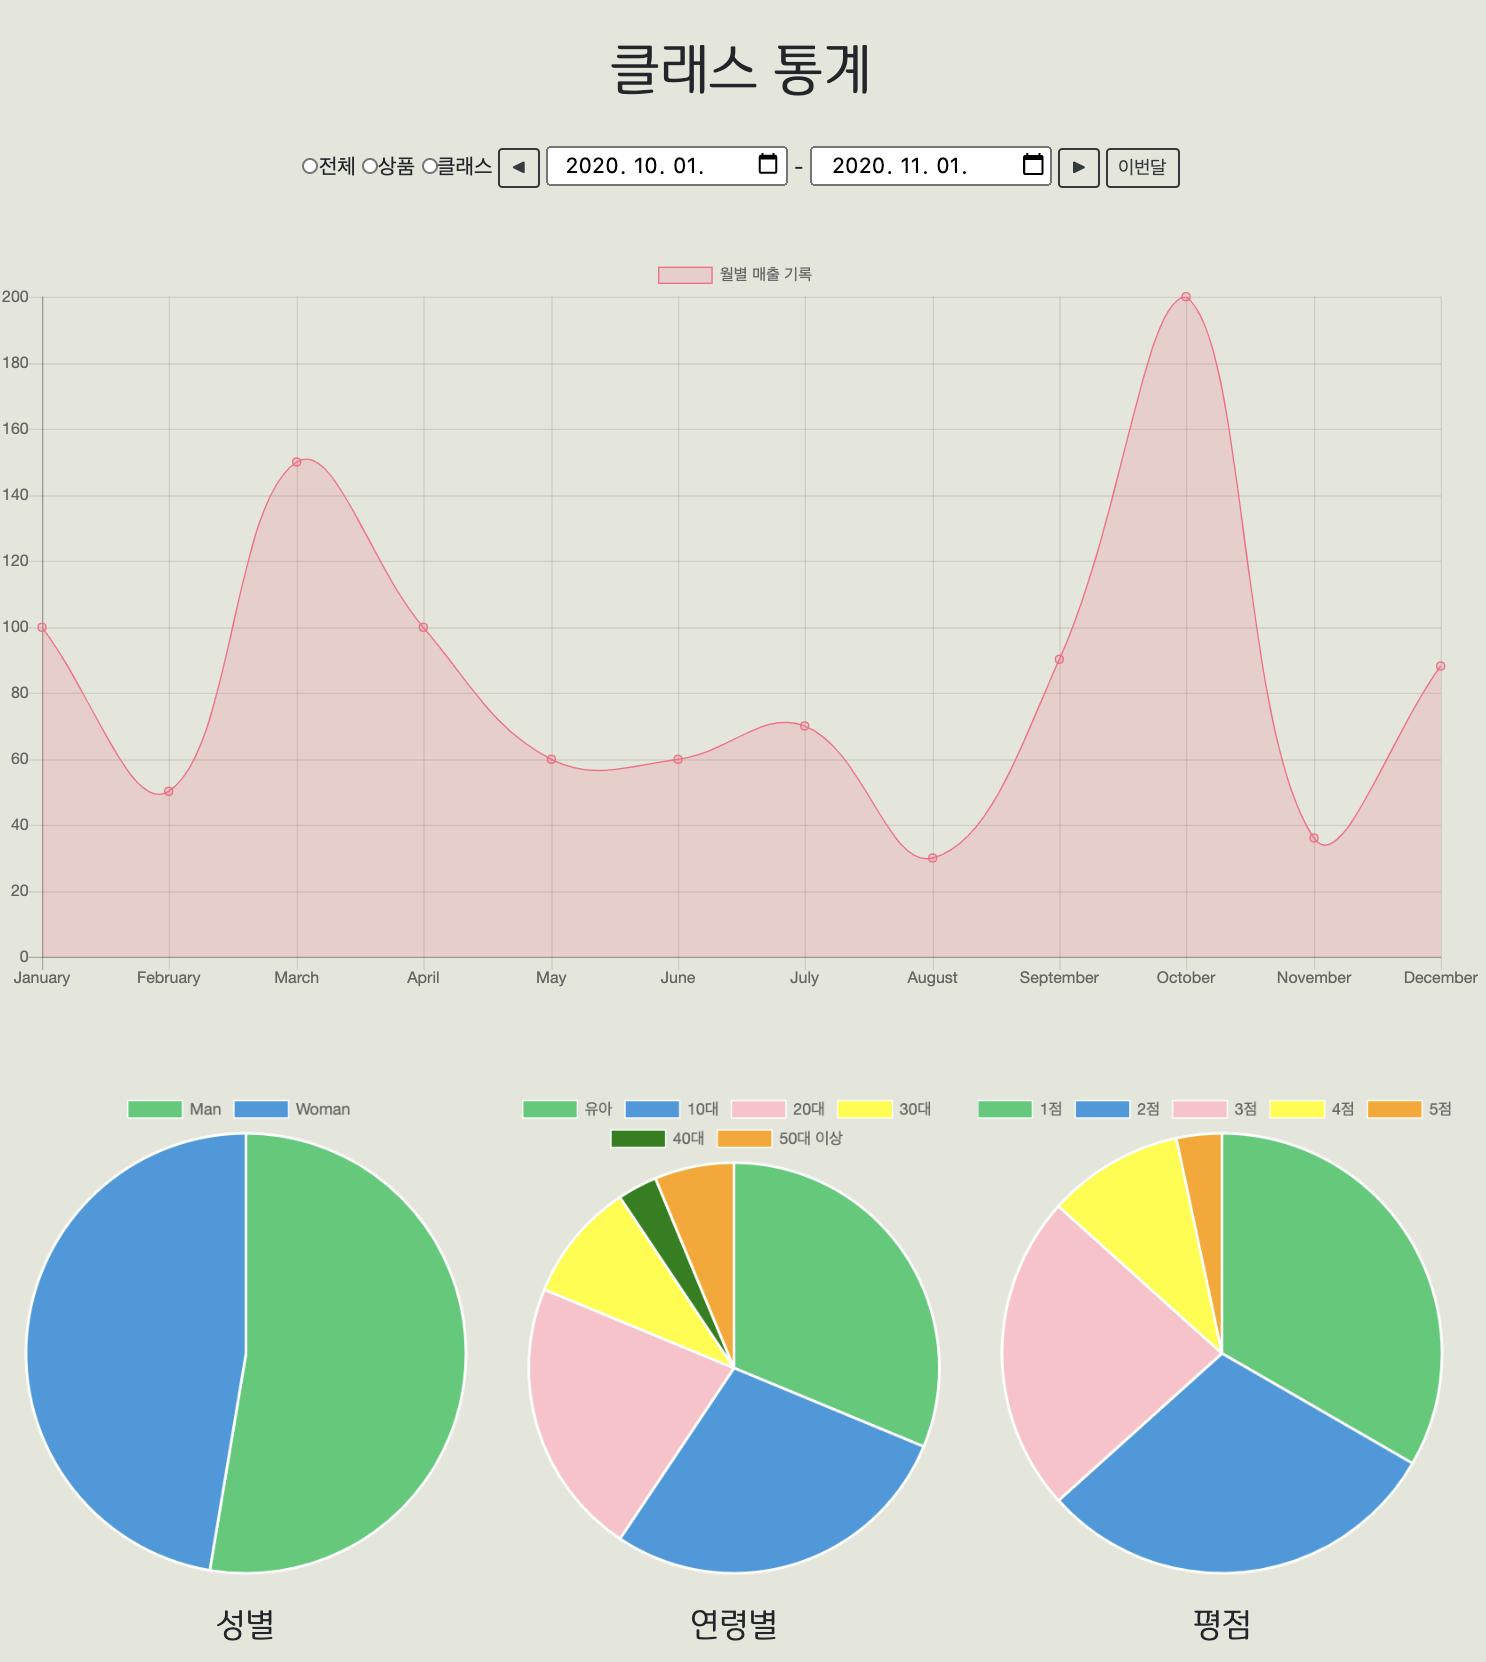 클래스 통계
전체 상품 클래스 ◀ 2020. 10. 01. - 2020. 11. 01. ▶ 이번달
월별 매출 기록
200
180
160
140
120
100
80
60
40
20
0
January February March April May June July August September October November December
Man Woman
유아 10대 20대 30대
40대 50대 이상
1점 2점 3점 4점 5점
성별 연령별 평점